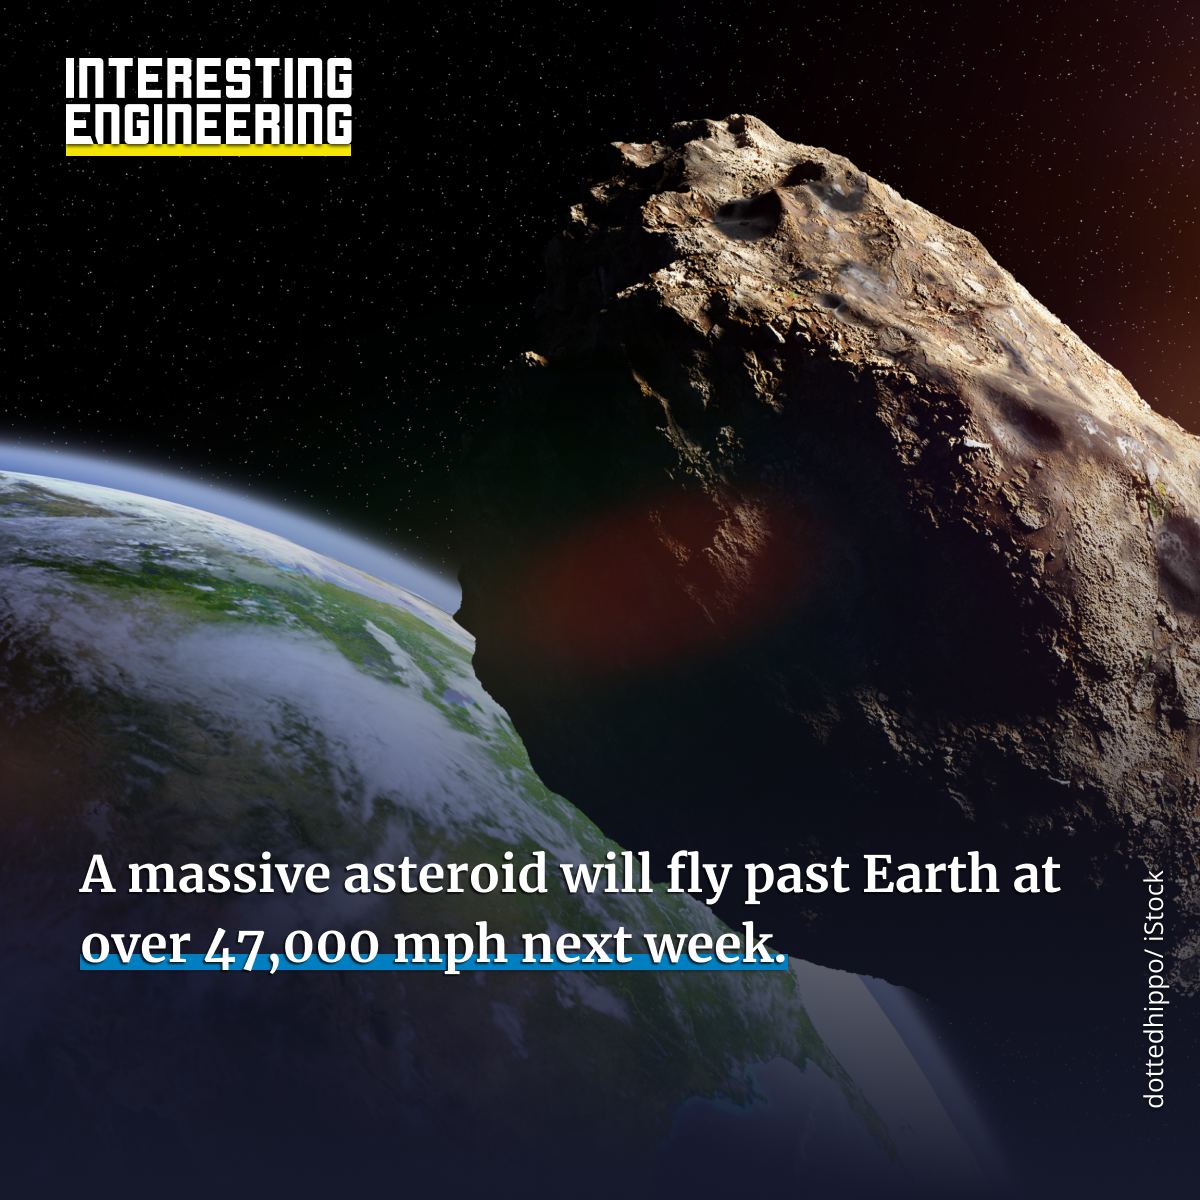 INTERESTING
ENGINEERING
A massive asteroid will fly past Earth at
over 47,000 mph next week.
dottedhippo/ iStock